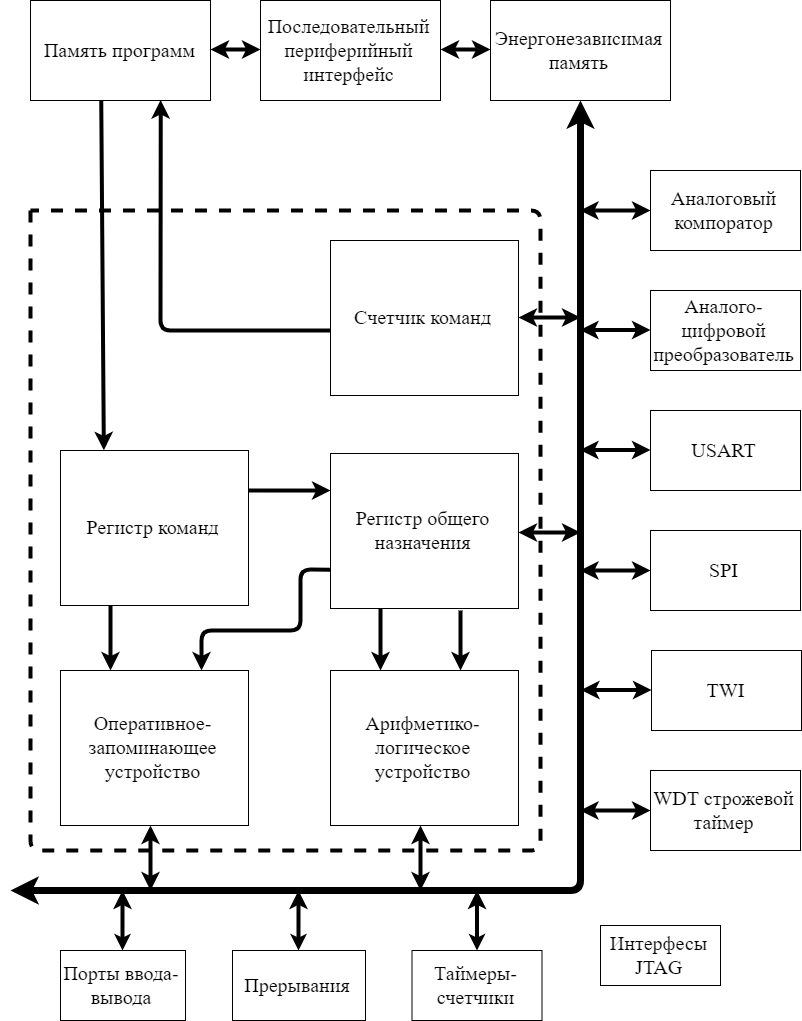 Память программ
Последовательный
периферийный
интерфейс
Энергонезависимая
память
Аналоговый
компоратор
Счетчик команд
Аналого-
цифровой
преобразователь
USART
Регистр команд
Регистр общего
назначения
SPI
Оперативное-
запоминающее
устройство
Арифметико-
логическое
устройство
TWI
WDT строжевой
таймер
Порты ввода-
вывода
Прерывания
Таймеры-
счетчики
Интерфесы
JTAG